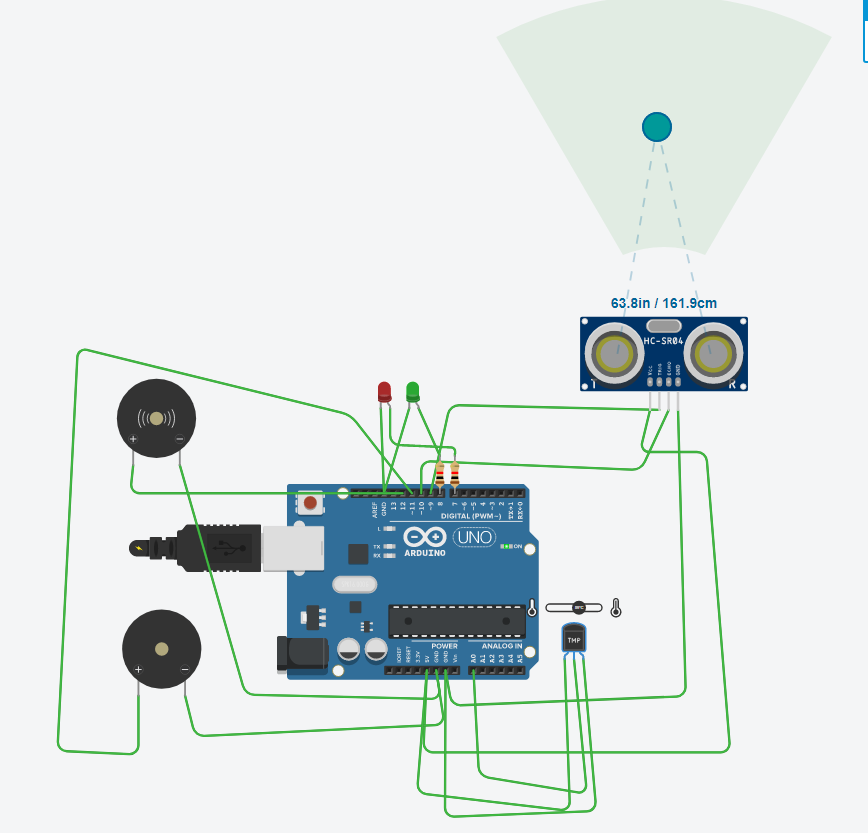 63.8in / 161.9cm
HC-SR04
Vcc
TRIG
ECHO
GND
T
R
+
−
AREF
GND
13
12
~11
~10
~9
8
7
~6
~5
4
~3
2
TX→1
RX←0
DIGITAL (PWM~)
L
TX
RX
ARDUINO
UNO
ON
+
−
POWER
ANALOG IN
IOREF
RESET
3.3V
5V
GND
GND
Vin
A0
A1
A2
A3
A4
A5
TMP